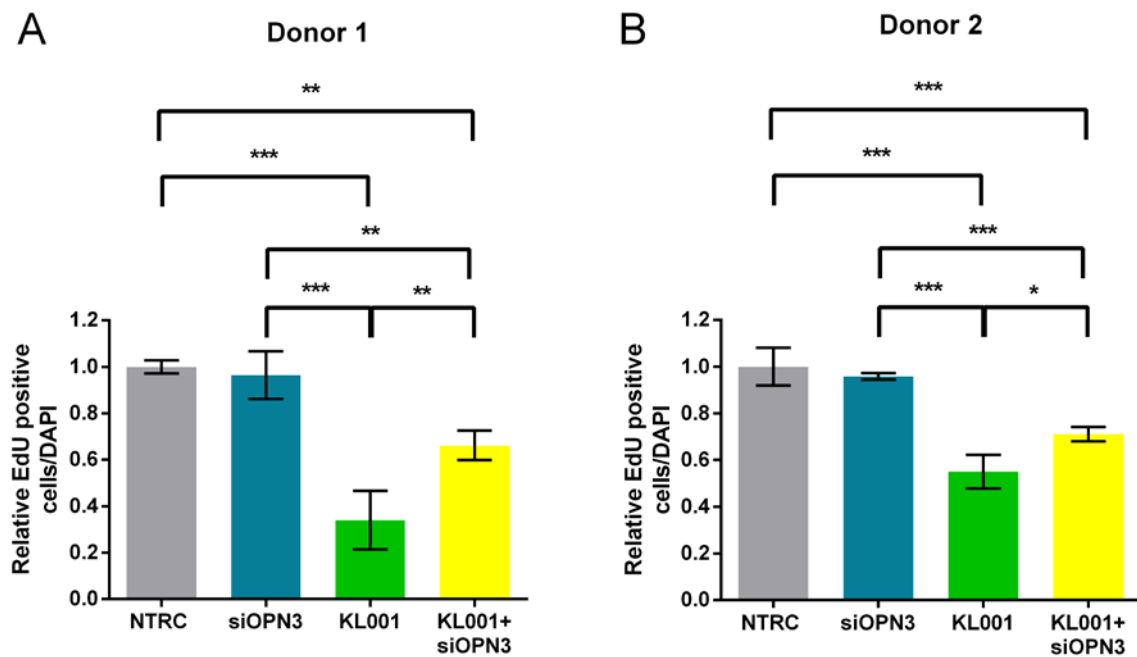 A
Donor 1
**
***
**
***
**
Relative EdU positive
cells/DAPI
1.2
1.0
0.8
0.6
0.4
0.2
0.0
NTRC
siOPN3
KL001
KL001+
siOPN3
B
Donor 2
***
***
***
***
*
Relative EdU positive
cells/DAPI
1.2
1.0
0.8
0.6
0.4
0.2
0.0
NTRC
siOPN3
KL001
KL001+
siOPN3